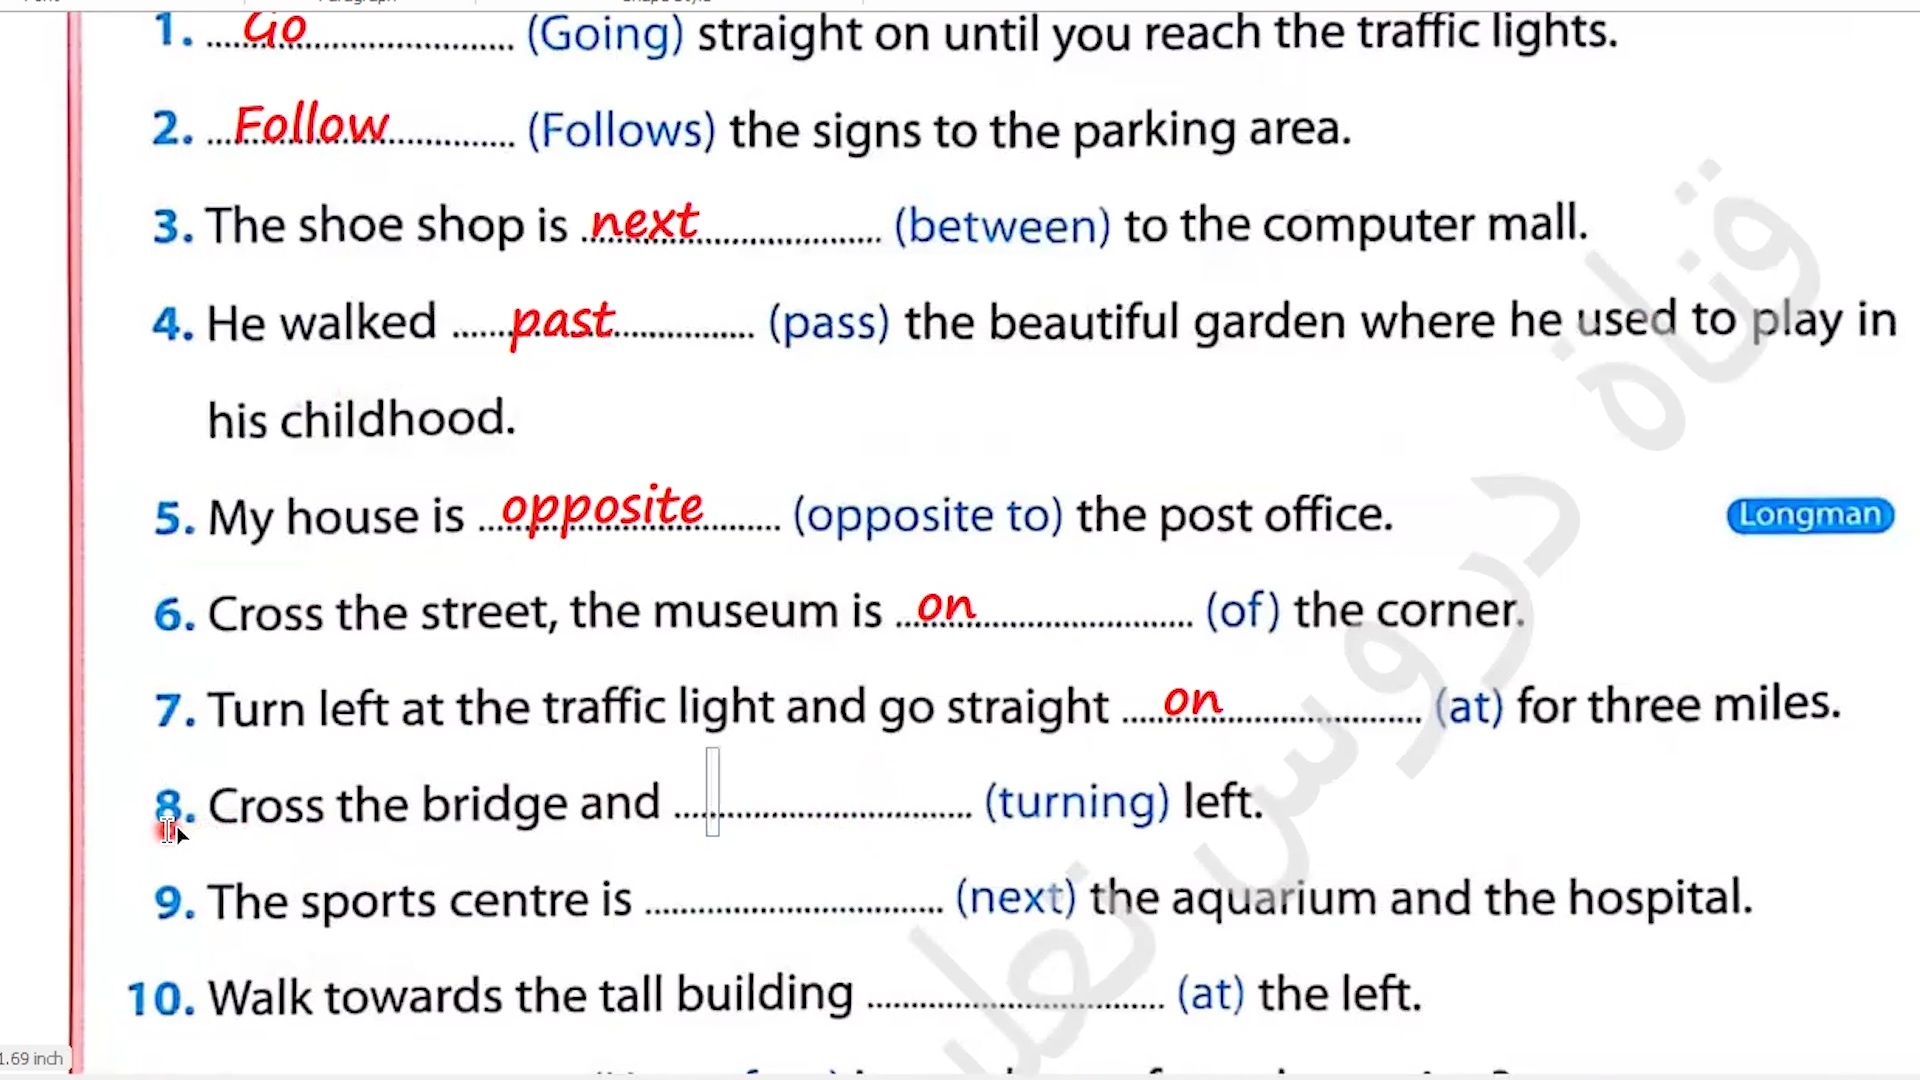 1. Go (Going) straight on until you reach the traffic lights.
2. Follow (Follows) the signs to the parking area.
3. The shoe shop is next (between) to the computer mall.
4. He walked past (pass) the beautiful garden where he used to play in
his childhood.
5. My house is opposite (opposite to) the post office.
Longman
6. Cross the street, the museum is on (of) the corner.
7. Turn left at the traffic light and go straight on (at) for three miles.
8. Cross the bridge and (turning) left.
9. The sports centre is (next) the aquarium and the hospital.
10. Walk towards the tall building (at) the left.
1.69 inch
قناة دروس